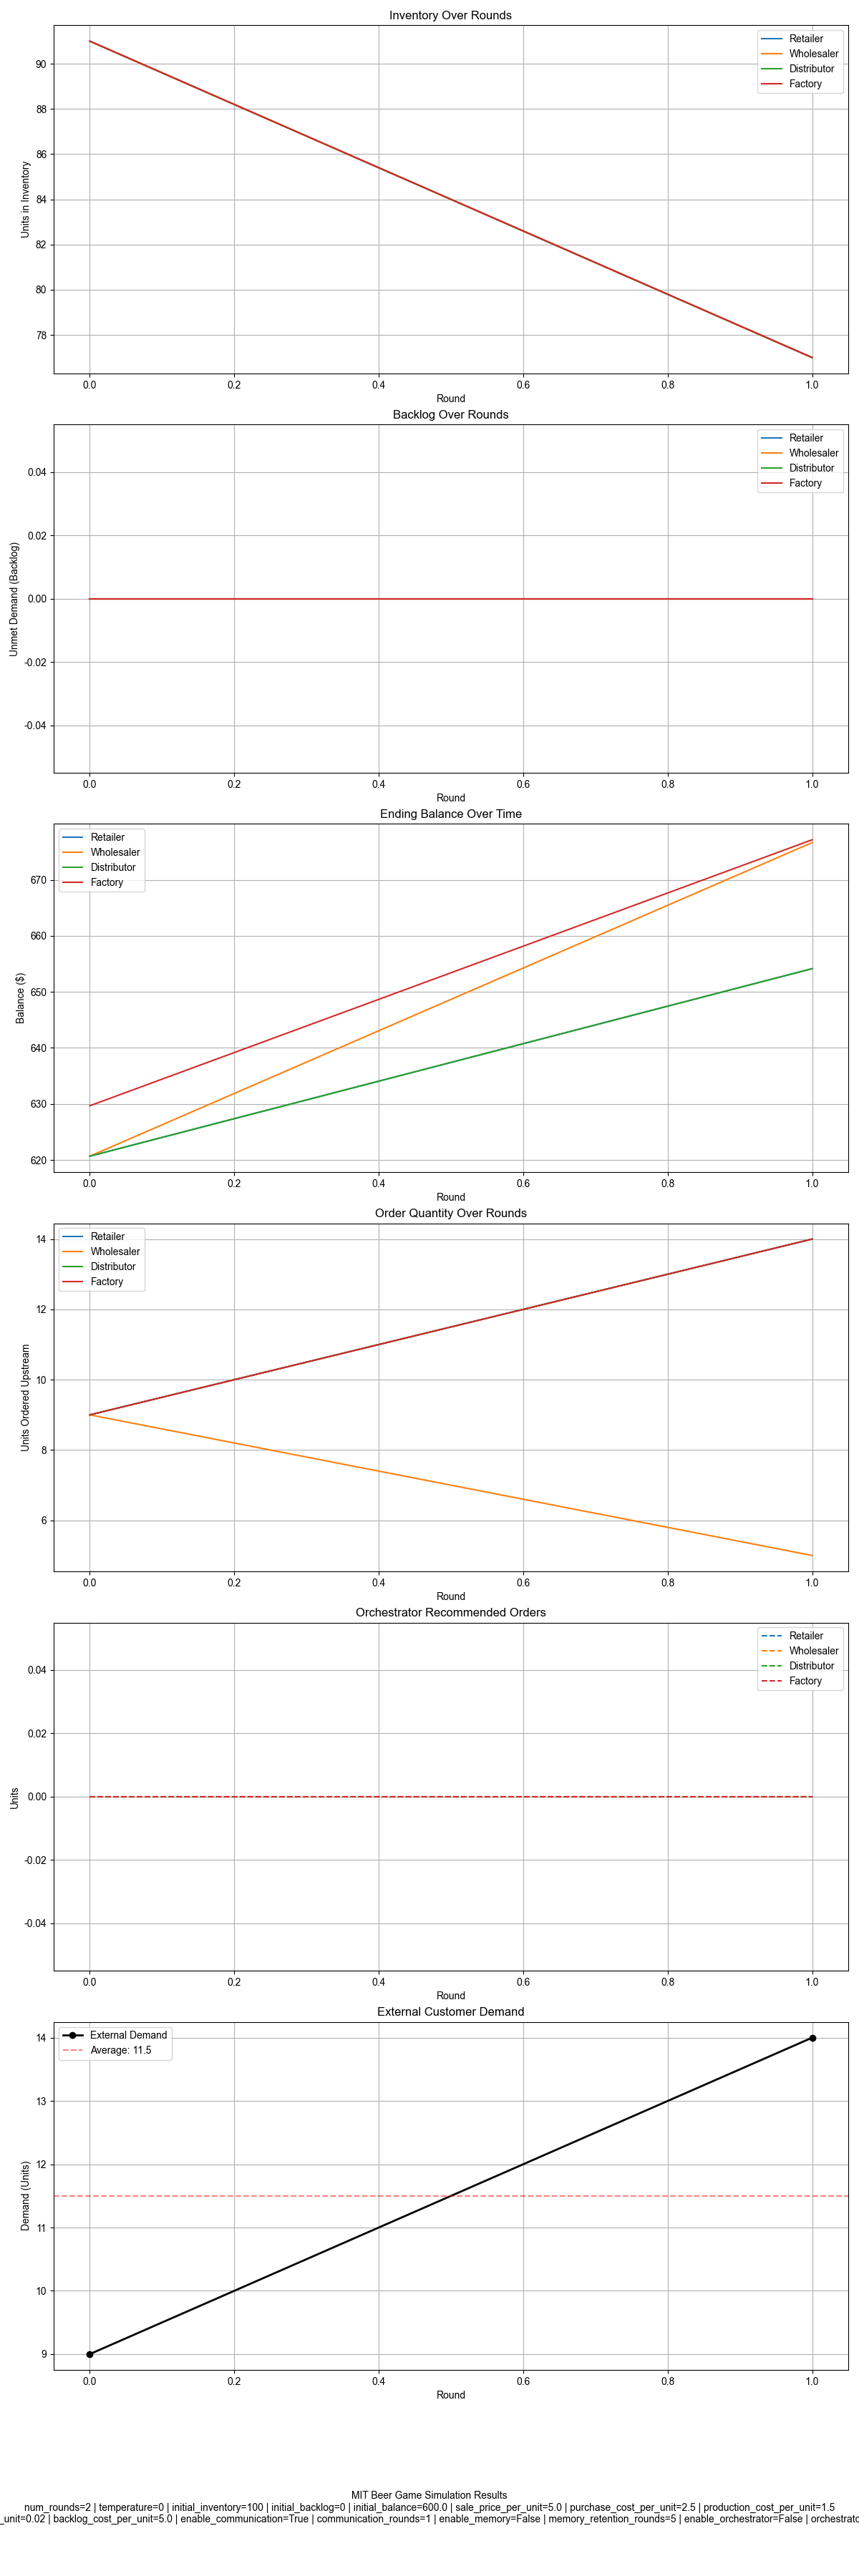 Inventory Over Rounds
Units in Inventory
90
88
86
84
82
80
78
Retailer
Wholesaler
Distributor
Factory
0.0 0.2 0.4 0.6 0.8 1.0
Round
Backlog Over Rounds
Unmet Demand (Backlog)
0.04
0.02
0.00
-0.02
-0.04
Retailer
Wholesaler
Distributor
Factory
0.0 0.2 0.4 0.6 0.8 1.0
Round
Ending Balance Over Time
Balance ($)
670
660
650
640
630
620
Retailer
Wholesaler
Distributor
Factory
0.0 0.2 0.4 0.6 0.8 1.0
Round
Order Quantity Over Rounds
Units Ordered Upstream
14
12
10
8
6
Retailer
Wholesaler
Distributor
Factory
0.0 0.2 0.4 0.6 0.8 1.0
Round
Orchestrator Recommended Orders
Units
0.04
0.02
0.00
-0.02
-0.04
Retailer
Wholesaler
Distributor
Factory
0.0 0.2 0.4 0.6 0.8 1.0
Round
External Customer Demand
Demand (Units)
14
13
12
11
10
9
External Demand
Average: 11.5
0.0 0.2 0.4 0.6 0.8 1.0
Round
MIT Beer Game Simulation Results
num_rounds=2 | temperature=0 | initial_inventory=100 | initial_backlog=0 | initial_balance=600.0 | sale_price_per_unit=5.0 | purchase_cost_per_unit=2.5 | production_cost_per_unit=1.5
_unit=0.02 | backlog_cost_per_unit=5.0 | enable_communication=True | communication_rounds=1 | enable_memory=False | memory_retention_rounds=5 | enable_orchestrator=False | orchestrato